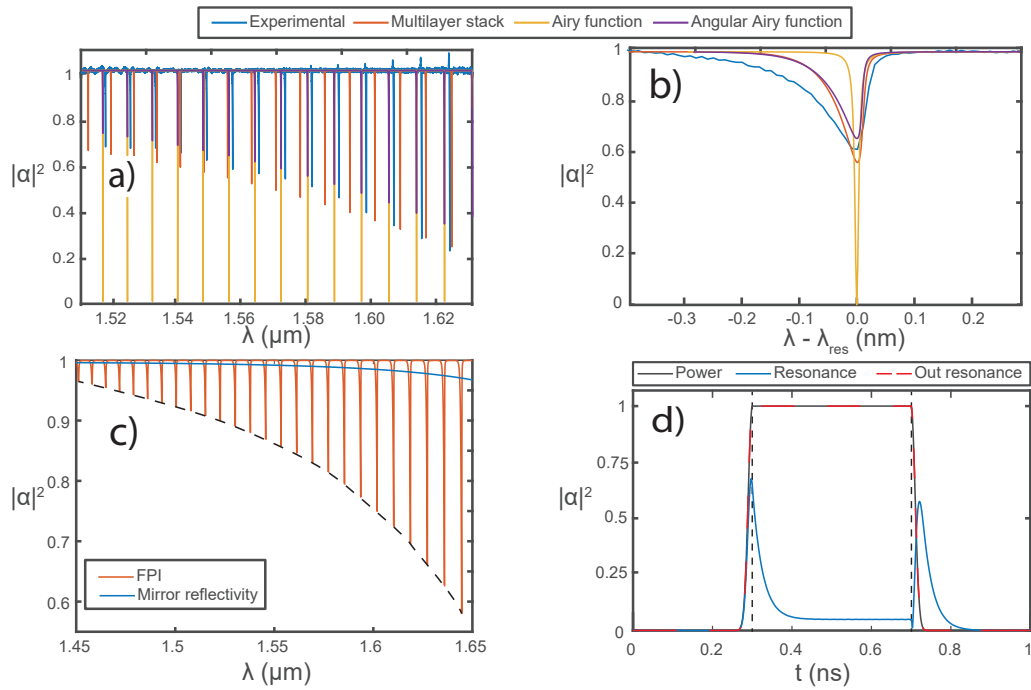 Experimental Multilayer stack Airy function Angular Airy function
a)
|α|²
1
0.8
0.6
0.4
0.2
0
1.52 1.54 1.56 1.58 1.60 1.62
λ (μm)
b)
|α|²
1
0.8
0.6
0.4
0.2
0
-0.3 -0.2 -0.1 0.0 0.1 0.2
λ - λres (nm)
c)
|α|²
1
0.9
0.8
0.7
0.6
FPI
Mirror reflectivity
1.45 1.5 1.55 1.6 1.65
λ (μm)
Power Resonance Out resonance
d)
|α|²
1
0.75
0.5
0.25
0
0 0.2 0.4 0.6 0.8 1
t (ns)